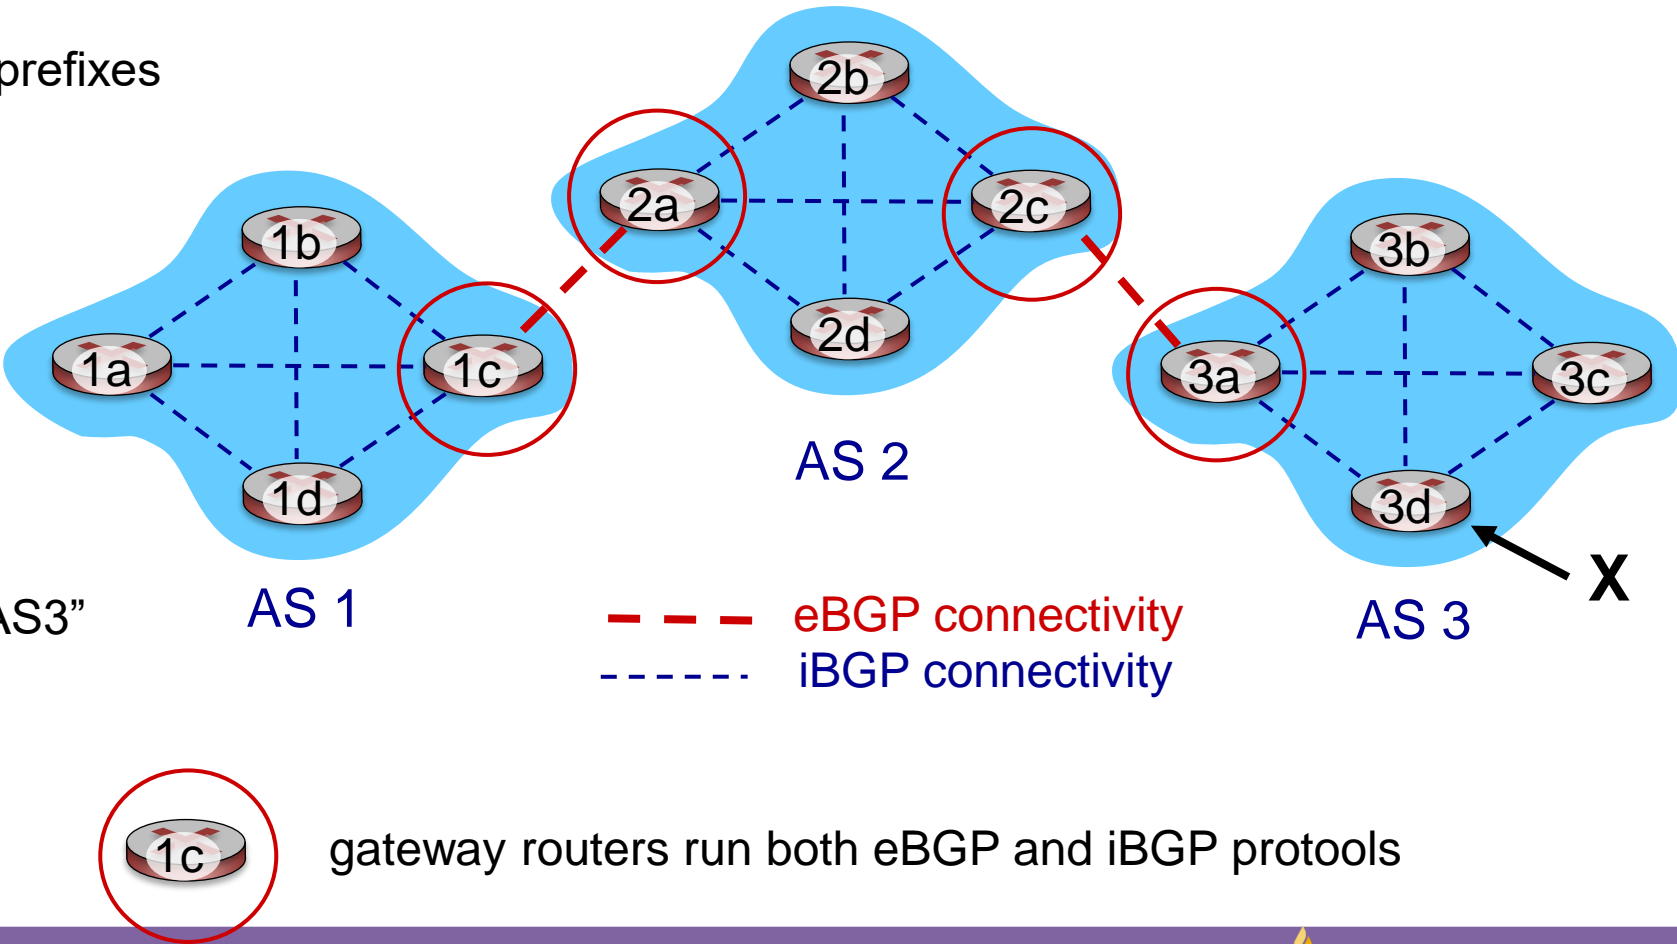 prefixes
2b
2a
2c
1b
3b
1a
1c
2d
3a
3c
AS 2
1d
3d
X
AS3”
AS 1
eBGP connectivity
AS 3
iBGP connectivity
1c
gateway routers run both eBGP and iBGP protools